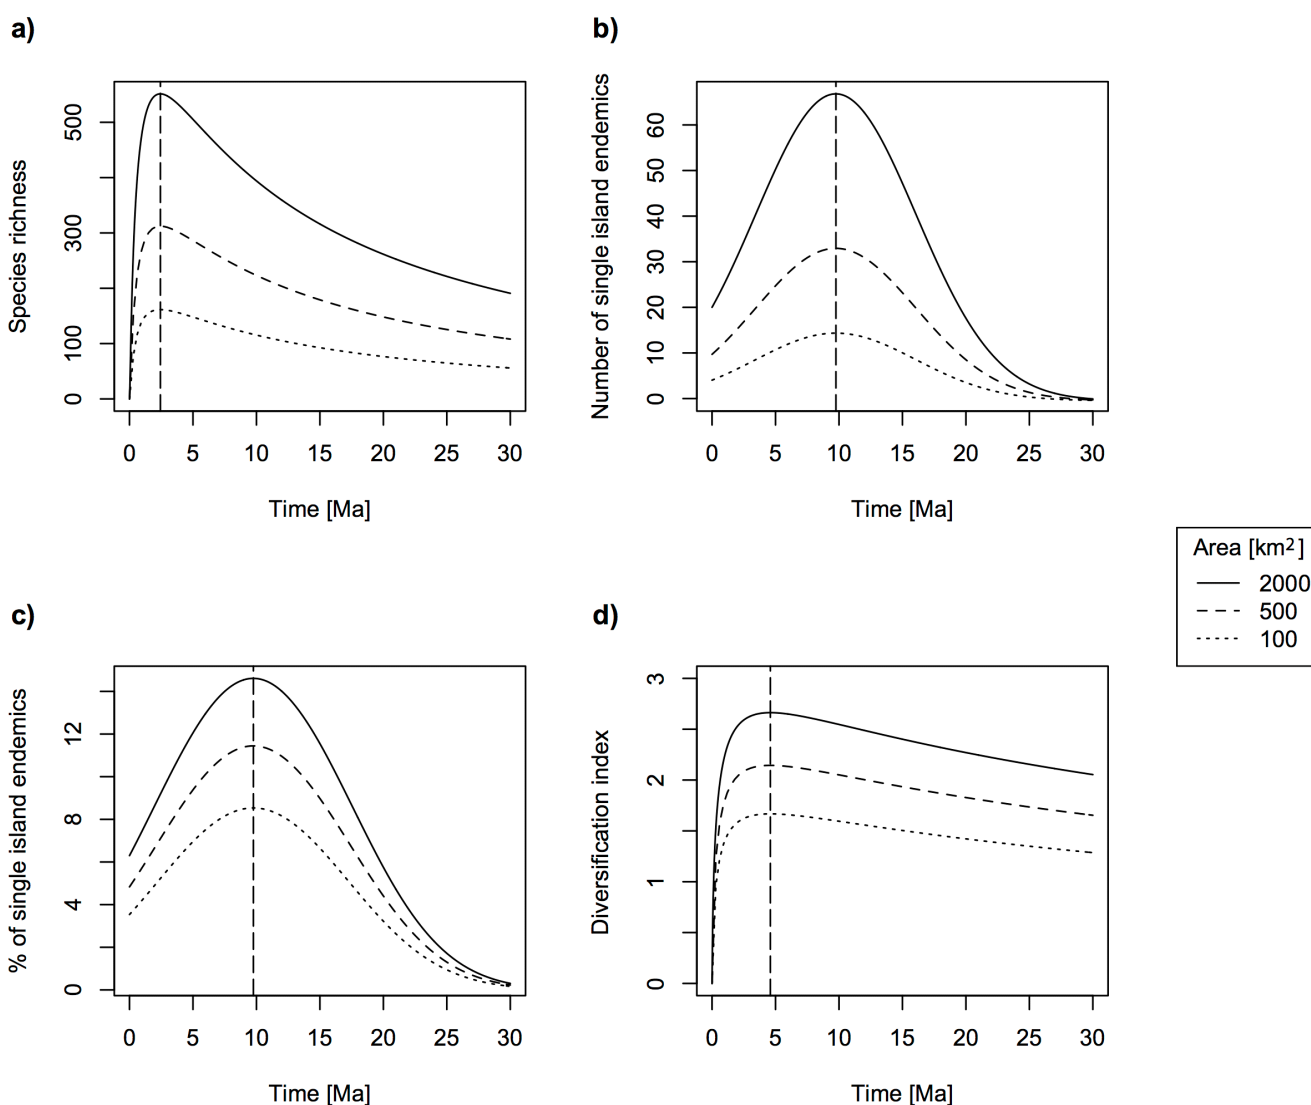 a)
Species richness
500
300
100
0
0 5 10 15 20 25 30
Time [Ma]
b)
Number of single island endemics
60
50
40
30
20
10
0
0 5 10 15 20 25 30
Time [Ma]
Area [km²]
2000
500
100
c)
% of single island endemics
12
8
4
0
0 5 10 15 20 25 30
Time [Ma]
d)
Diversification index
3
2
1
0
0 5 10 15 20 25 30
Time [Ma]